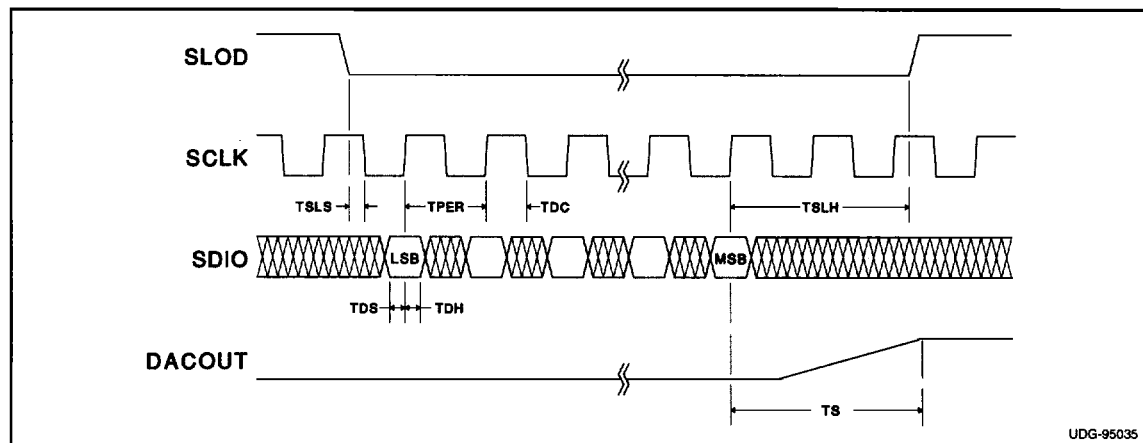 SLOD
SCLK
TSLS
TPER
TDC
TSLH
SDIO
LSB
MSB
TDS
TDH
DACOUT
TS
UDG-95035